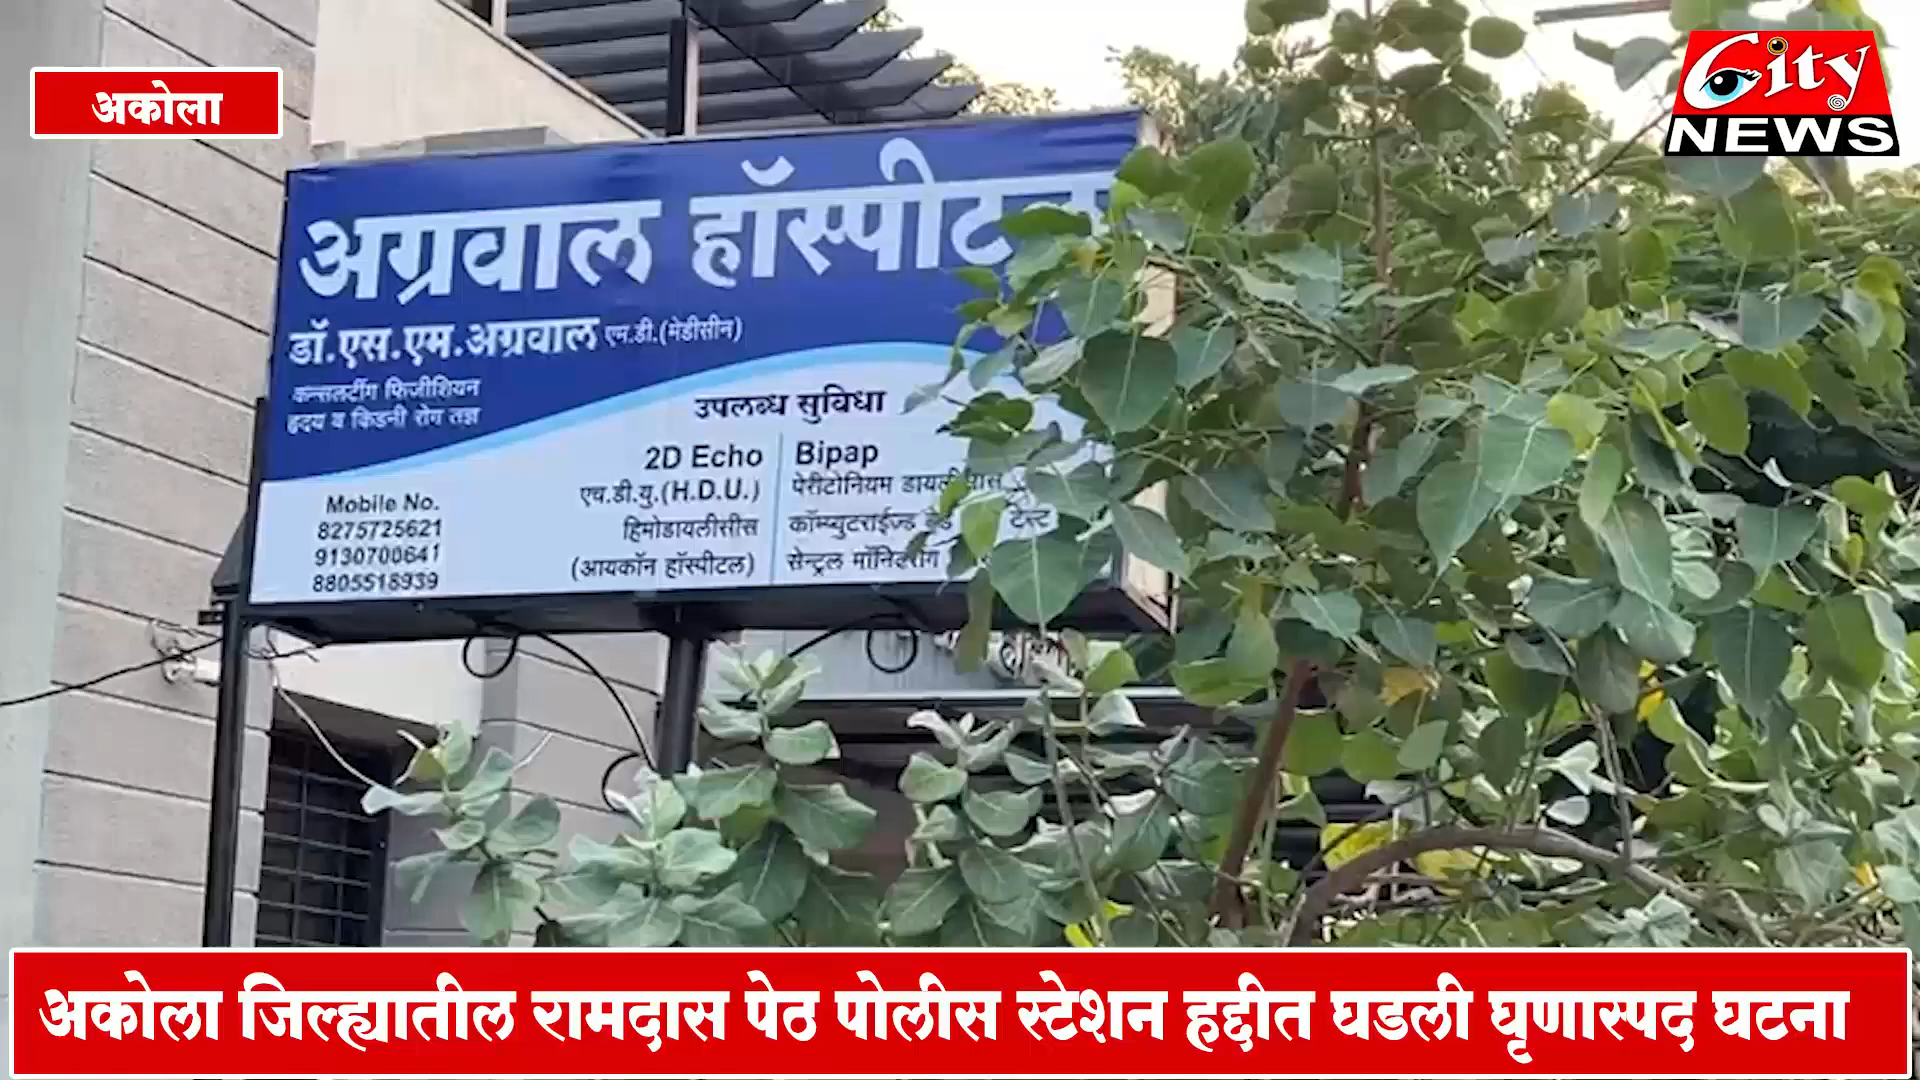 अकोला
City
NEWS
अग्रवाल हॉस्पीटल
डॉ.एस.एम.अग्रवाल एम.डी.(मेडीसीन)
कन्सलटींग फिजीशियन
हृदय व किडनी रोग तज्ञ
उपलब्ध सुविधा
2D Echo
एच.डी.यु.(H.D.U.)
हिमोडायलीसीस
(आयकॉन हॉस्पीटल)
Bipap
पेरीटोनियम
कॉम्प्युटराईज्ड टेस्ट
सेन्ट्रल मॉनिटरींग
Mobile No.
8275725621
9130700641
8805518939
अकोला जिल्ह्यातील रामदास पेठ पोलीस स्टेशन हद्दीत घडली घृणास्पद घटना